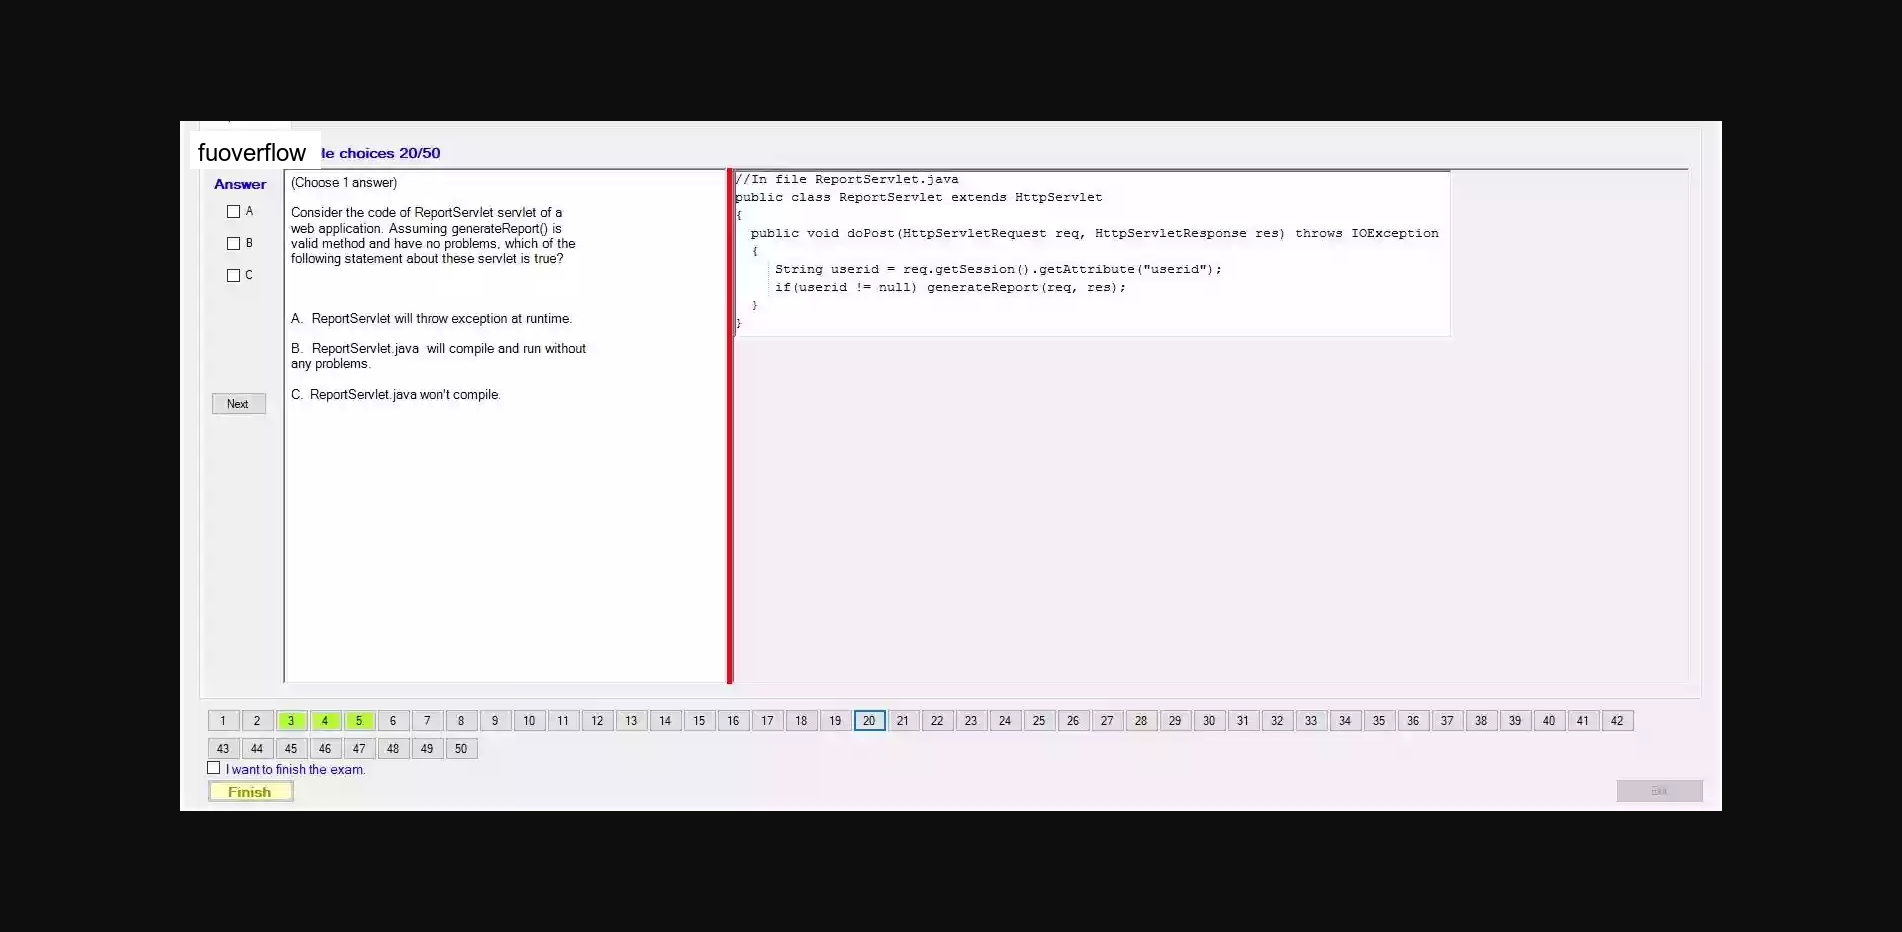 fuoverflow
le choices 20/50
Answer
A
B
C
Next
(Choose 1 answer)
Consider the code of ReportServlet servlet of a
web application. Assuming generateReport() is
valid method and have no problems, which of the
following statement about these servlet is true?
A. ReportServlet will throw exception at runtime.
B. ReportServlet.java will compile and run without
any problems.
C. ReportServlet.java won't compile.
//In file ReportServlet.java
public class ReportServlet extends HttpServlet
{
public void doPost(HttpServletRequest req, HttpServletResponse res) throws IOException
{
String userid = req.getSession().getAttribute("userid");
if(userid != null) generateReport(req, res);
}
}
1 2 3 4 5 6 7 8 9 10 11 12 13 14 15 16 17 18 19 20 21 22 23 24 25 26 27 28 29 30 31 32 33 34 35 36 37 38 39 40 41 42
43 44 45 46 47 48 49 50
I want to finish the exam.
Finish
Exit